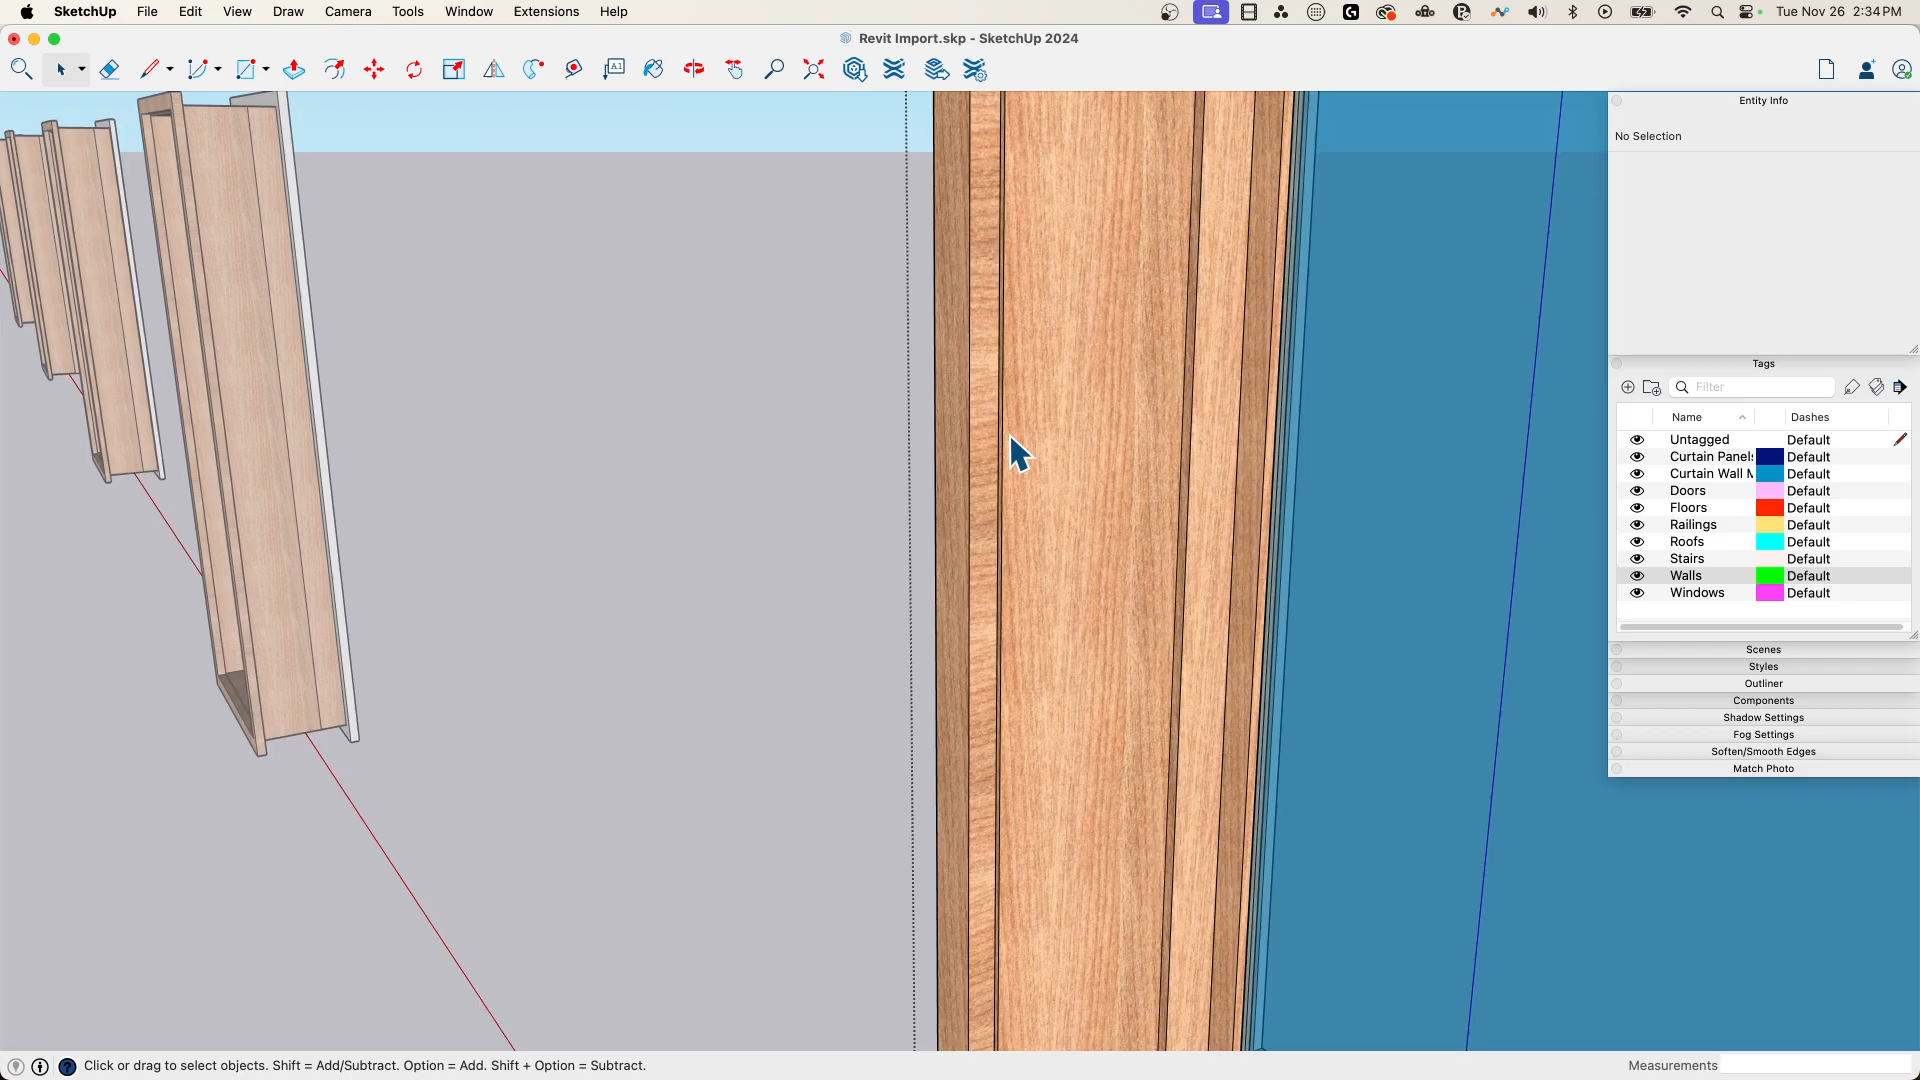 SketchUp File Edit View Draw Camera Tools Window Extensions Help Tue Nov 26 2:34 PM
Revit Import.skp - SketchUp 2024
A1
Entity Info
No Selection
Tags
Filter
Name Dashes
Untagged Default
Curtain Panels Default
Curtain Wall M Default
Doors Default
Floors Default
Railings Default
Roofs Default
Stairs Default
Walls Default
Windows Default
Scenes
Styles
Outliner
Components
Shadow Settings
Fog Settings
Soften/Smooth Edges
Match Photo
Click or drag to select objects. Shift = Add/Subtract. Option = Add. Shift + Option = Subtract.
Measurements